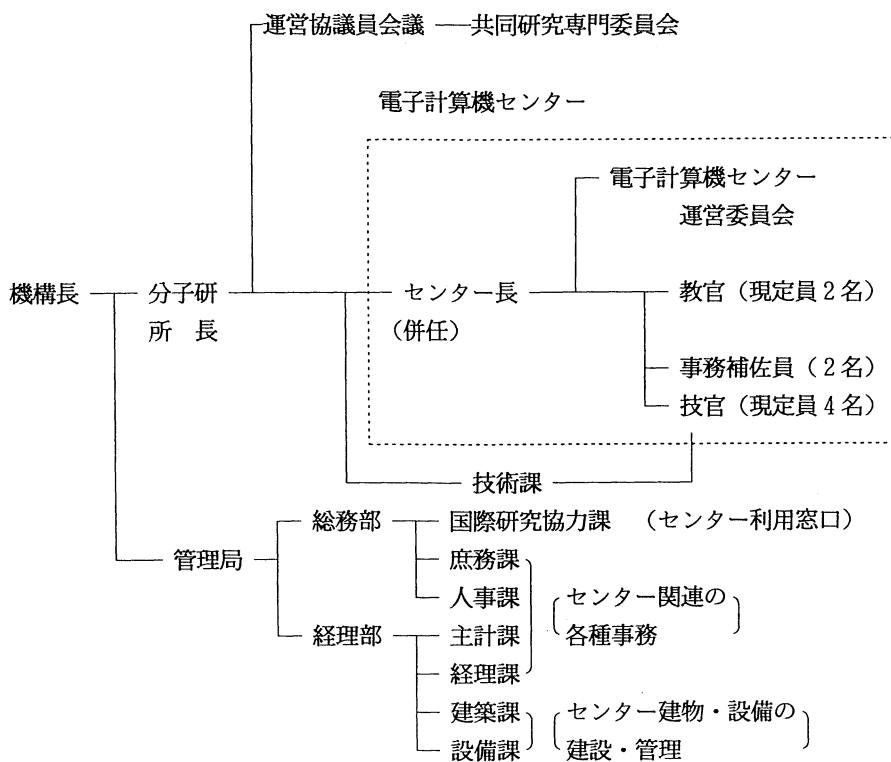 運営協議員会議 共同研究専門委員会
電子計算機センター
電子計算機センター
運営委員会
機構長 分子研 センター長 教官(現定員2名)
所 長 (併任)
事務補佐員(2名)
技官(現定員4名)
技術課
総務部 国際研究協力課 (センター利用窓口)
管理局 庶務課
人事課 センター関連の
経理部 主計課 各種事務
経理課
建築課 センター建物・設備の
設備課 建設・管理